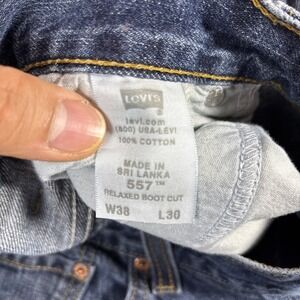 LEVI'S
levi.com
(800) USA-LEVI
100% COTTON
MADE IN
SRI LANKA
557™
RELAXED BOOT CUT
W38 L30